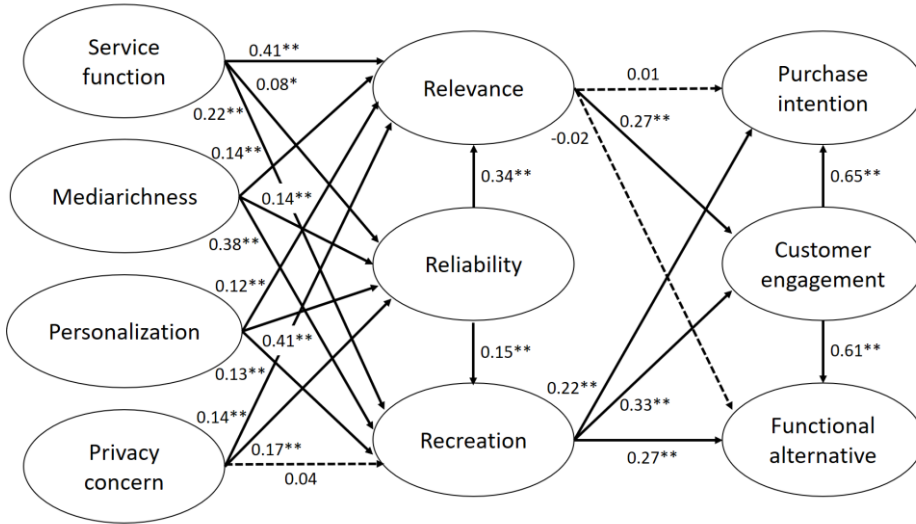 Service
function
0.41**
0.08*
0.22**
Relevance
0.01
0.27**
-0.02
Purchase
intention
Mediarichness
0.14**
0.14**
0.38**
0.34**
0.65**
Reliability
Customer
engagement
Personalization
0.12**
0.41**
0.13**
0.15**
0.61**
Privacy
concern
0.14**
0.17**
0.04
Recreation
0.22**
0.33**
0.27**
Functional
alternative